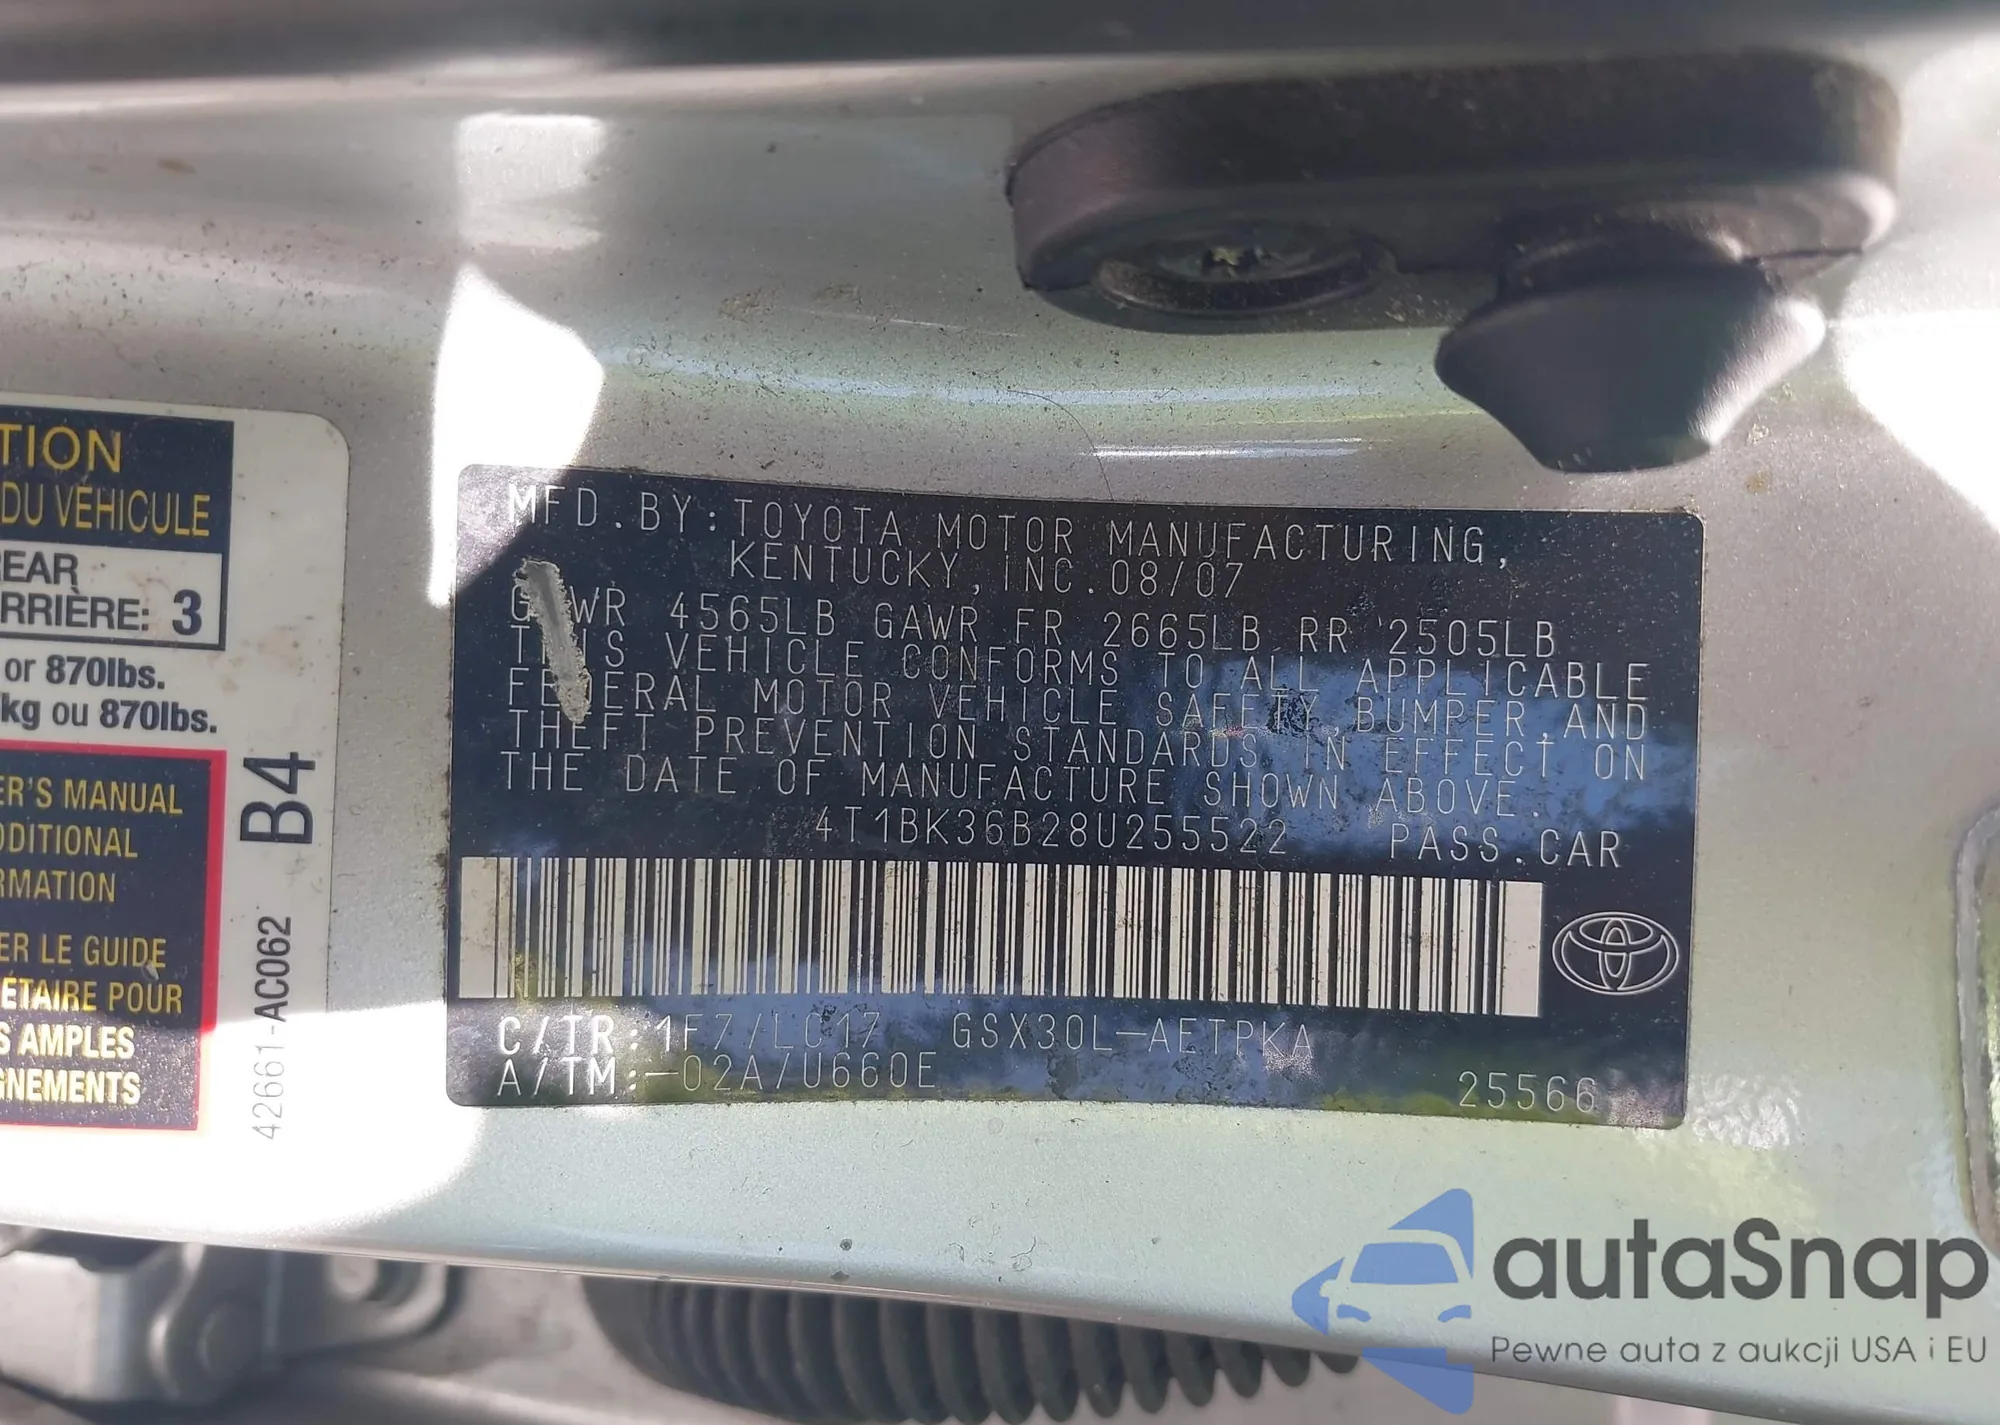 TION
DU VÉHICULE
REAR
ARRIÈRE: 3
or 870lbs.
kg ou 870lbs.
ER'S MANUAL
DDITIONAL
RMATION
ER LE GUIDE
ÉTAIRE POUR
S AMPLES
GNEMENTS
B4
42661-AC062
MFD.BY:TOYOTA MOTOR MANUFACTURING,
KENTUCKY,INC.08/07
GVWR 4565LB GAWR FR 2665LB RR 2505LB
THIS VEHICLE CONFORMS TO ALL APPLICABLE
FEDERAL MOTOR VEHICLE SAFETY,BUMPER,AND
THEFT PREVENTION STANDARDS IN EFFECT ON
THE DATE OF MANUFACTURE SHOWN ABOVE.
4T1BK36B28U255522 PASS.CAR
C/TR:1F7/LC17 GSX30L-AETPKA
A/TM:-02A/U660E 25566
autaSnap
Pewne auta z aukcji USA i EU